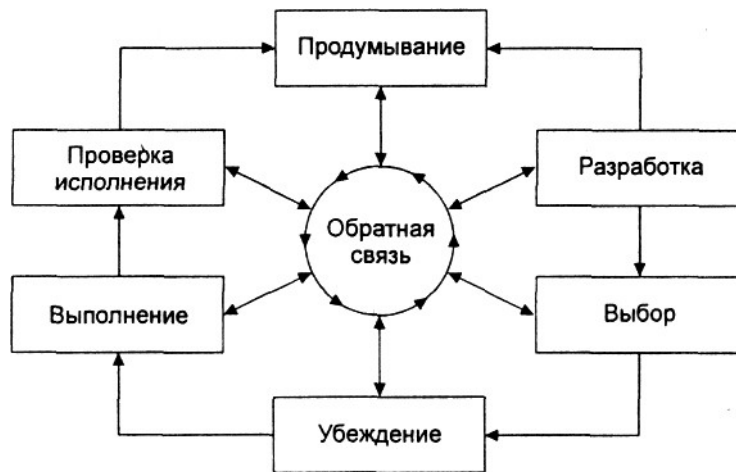 Продумывание
Проверка
исполнения
Разработка
Обратная
связь
Выполнение
Выбор
Убеждение